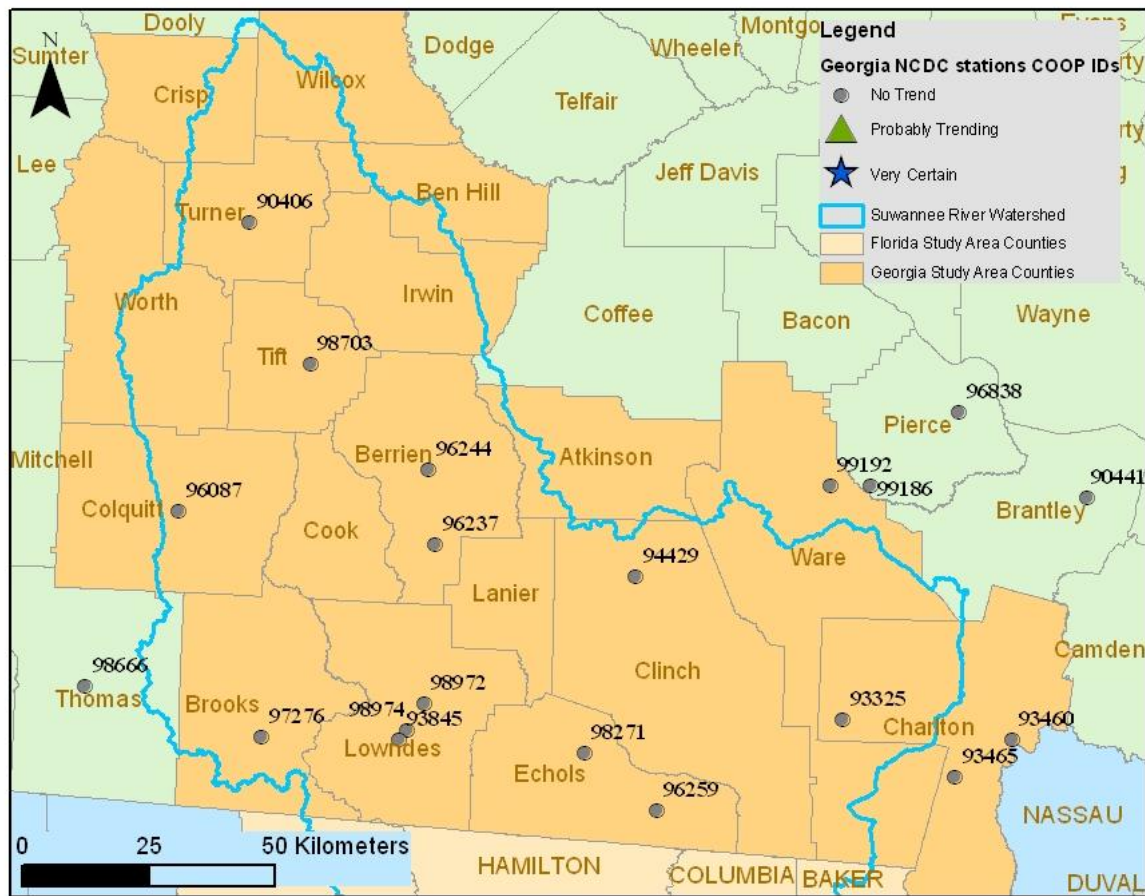 Dooly
Sumter
N
Crisp
Wilcox
Dodge
Wheeler
Montgo
Evans
Telfair
Lee
Turner
90406
Ben Hill
Jeff Davis
Worth
Irwin
Tift
98703
Coffee
Bacon
Wayne
Mitchell
Colquitt
96087
Berrien
96244
Cook
96237
Atkinson
Pierce
96838
99192
99186
90441
Brantley
Lanier
94429
Ware
Clinch
Camden
98666
Thomas
Brooks
97276
98972
98974
93845
Lowndes
98271
Echols
96259
93325
Charlton
93460
93465
NASSAU
DUVAL
HAMILTON
COLUMBIA
BAKER
0 25 50 Kilometers
Legend
Georgia NCDC stations COOP IDs
No Trend
Probably Trending
Very Certain
Suwannee River Watershed
Florida Study Area Counties
Georgia Study Area Counties